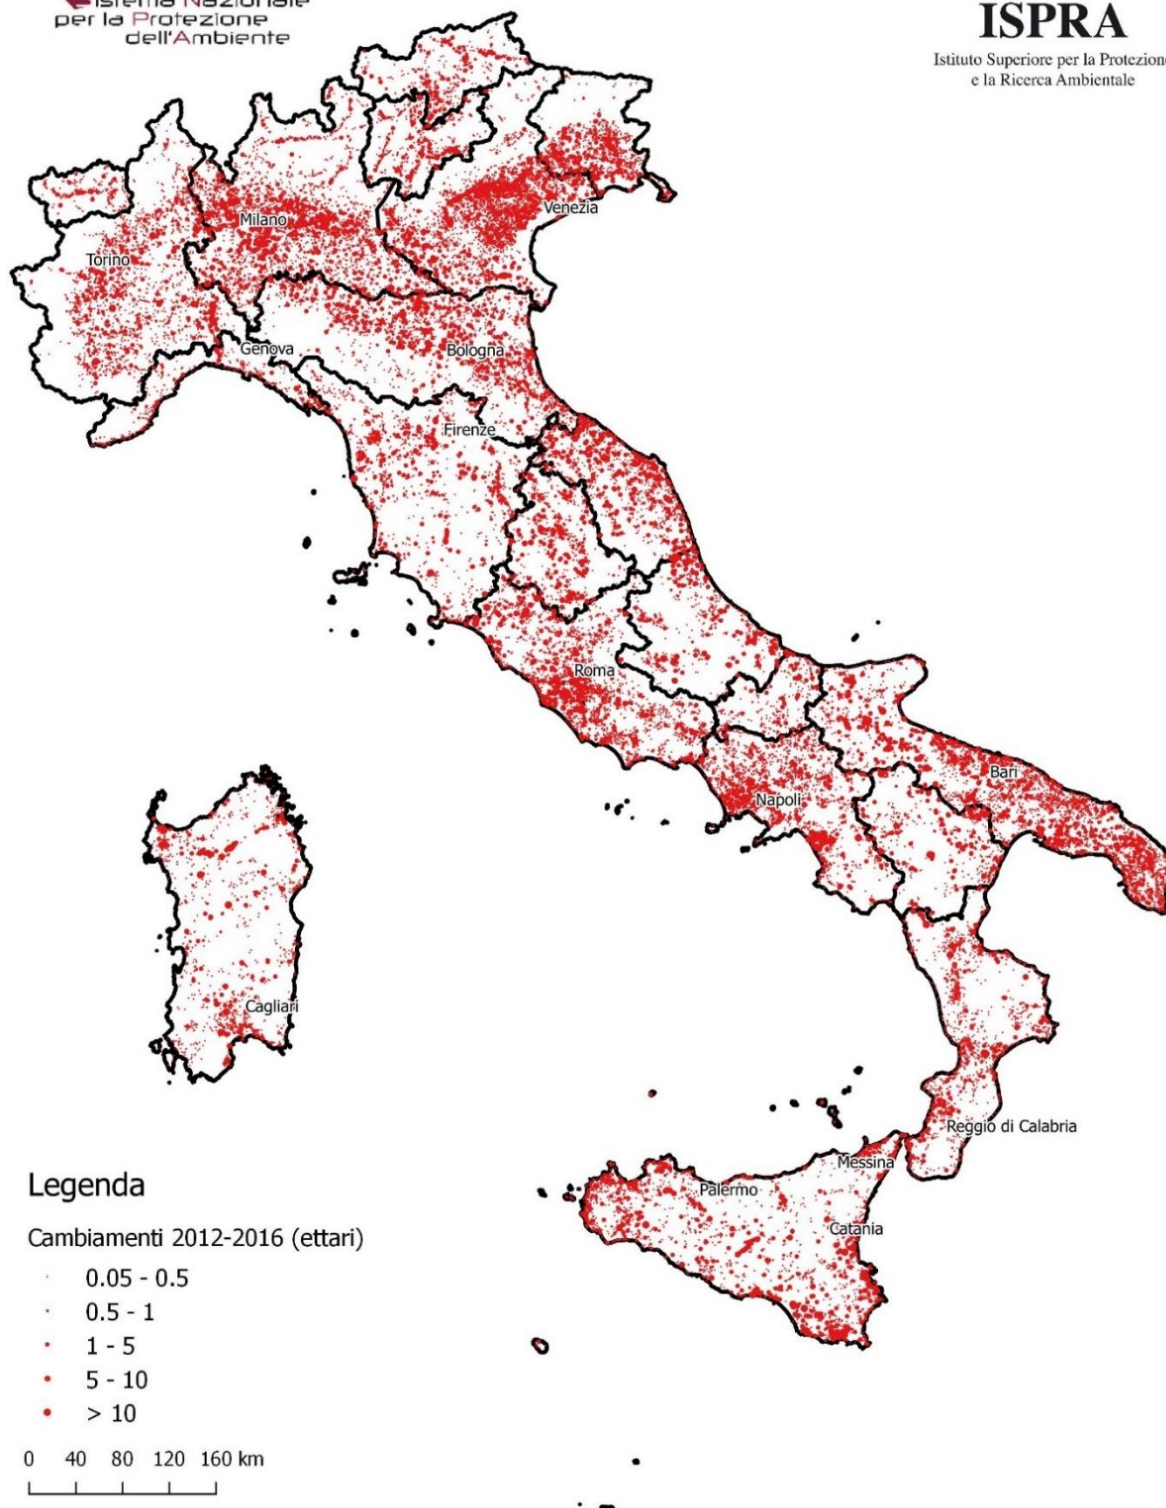 istema Nazionale
per la Protezione
dell'Ambiente
ISPRA
Istituto Superiore per la Protezione
e la Ricerca Ambientale
Venezia
Milano
Torino
Genova
Bologna
Firenze
Roma
Bari
Napoli
Cagliari
Reggio di Calabria
Messina
Palermo
Catania
Legenda
Cambiamenti 2012-2016 (ettari)
0.05 - 0.5
0.5 - 1
1 - 5
5 - 10
> 10
0 40 80 120 160 km